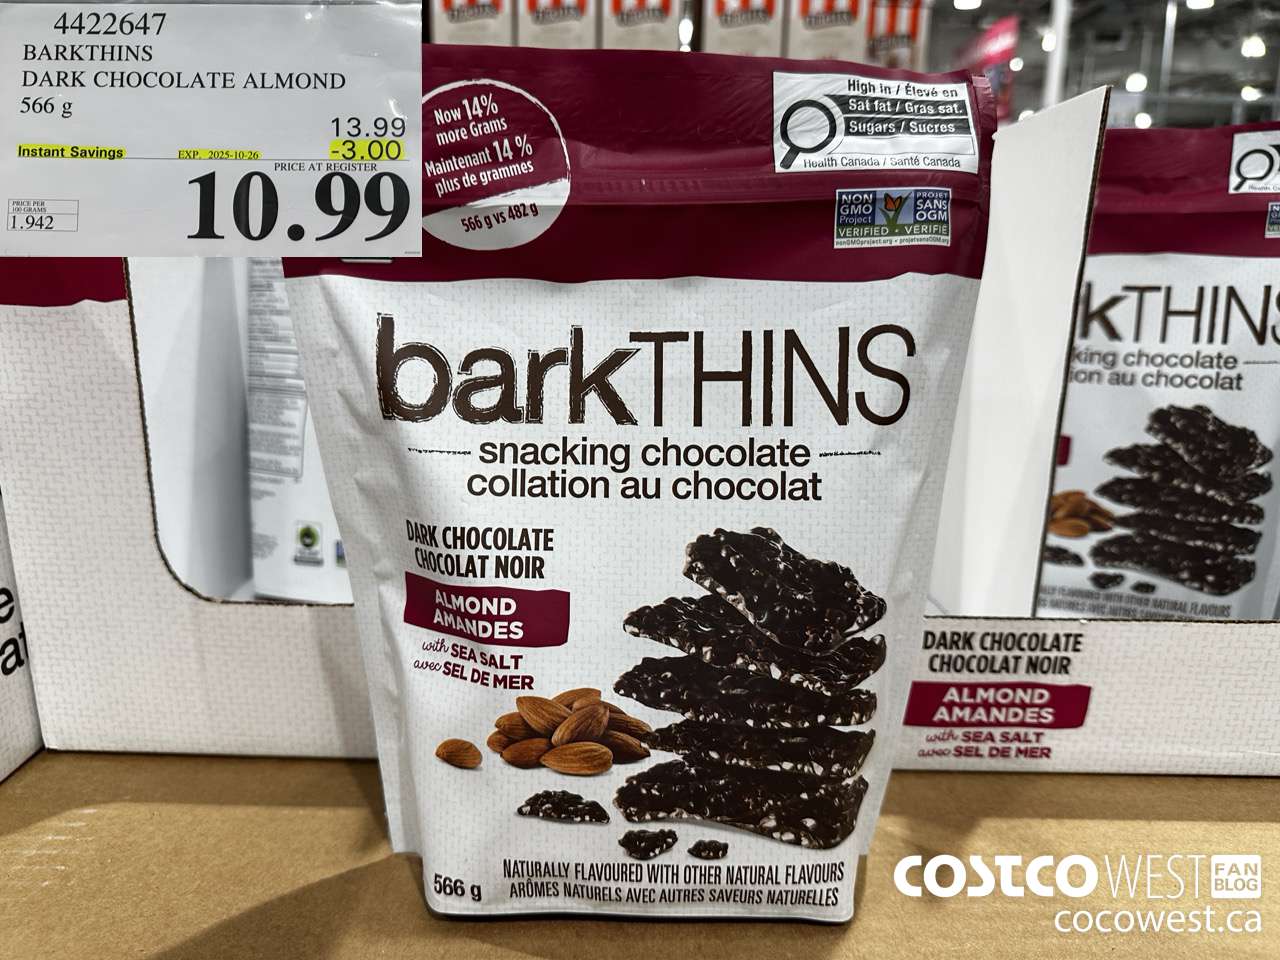 4422647
BARKTHINS
DARK CHOCOLATE ALMOND
566 g
13.99
Instant Savings EXP. 2025-10-26 -3.00
PRICE AT REGISTER
10.99
PRICE PER
100 GRAMS
1.942
Now 14%
more Grams
Maintenant 14 %
plus de grammes
566 g vs 482 g
High in / Élevé en
Sat fat / Gras sat.
Sugars / Sucres
Health Canada / Santé Canada
NON
GMO
Project
VERIFIED
PROJET
SANS
OGM
VÉRIFIÉ
nonGMOproject.org • projetsansOGM.org
barkTHINS
snacking chocolate
collation au chocolat
DARK CHOCOLATE
CHOCOLAT NOIR
ALMOND
AMANDES
with SEA SALT
avec SEL DE MER
NATURALLY FLAVOURED WITH OTHER NATURAL FLAVOURS
ARÔMES NATURELS AVEC AUTRES SAVEURS NATURELLES
566 g
kTHINS
king chocolate
ion au chocolat
DARK CHOCOLATE
CHOCOLAT NOIR
ALMOND
AMANDES
with SEA SALT
avec SEL DE MER
COSTCO WEST FAN BLOG
cocowest.ca